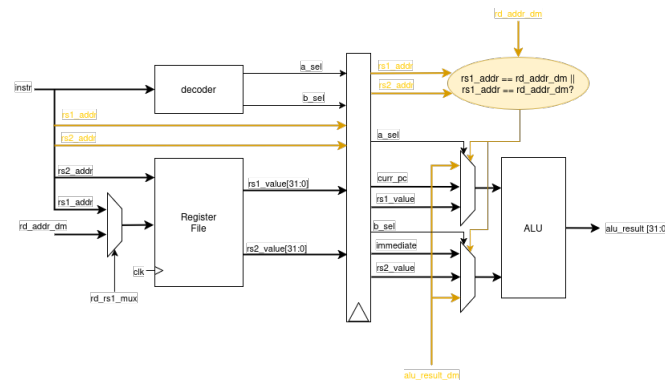 rd_addr_dm
a_sel
rs1_addr
rs2_addr
rs1_addr == rd_addr_dm ||
rs1_addr == rd_addr_dm?
instr
decoder
b_sel
rs1_addr
rs2_addr
a_sel
rs2_addr
rs1_value[31:0]
curr_pc
rs1_addr
rs1_value
rd_addr_dm
Register
File
b_sel
ALU
alu_result [31:0]
rs2_value[31:0]
immediate
clk
rs2_value
rd_rs1_mux
alu_result_dm